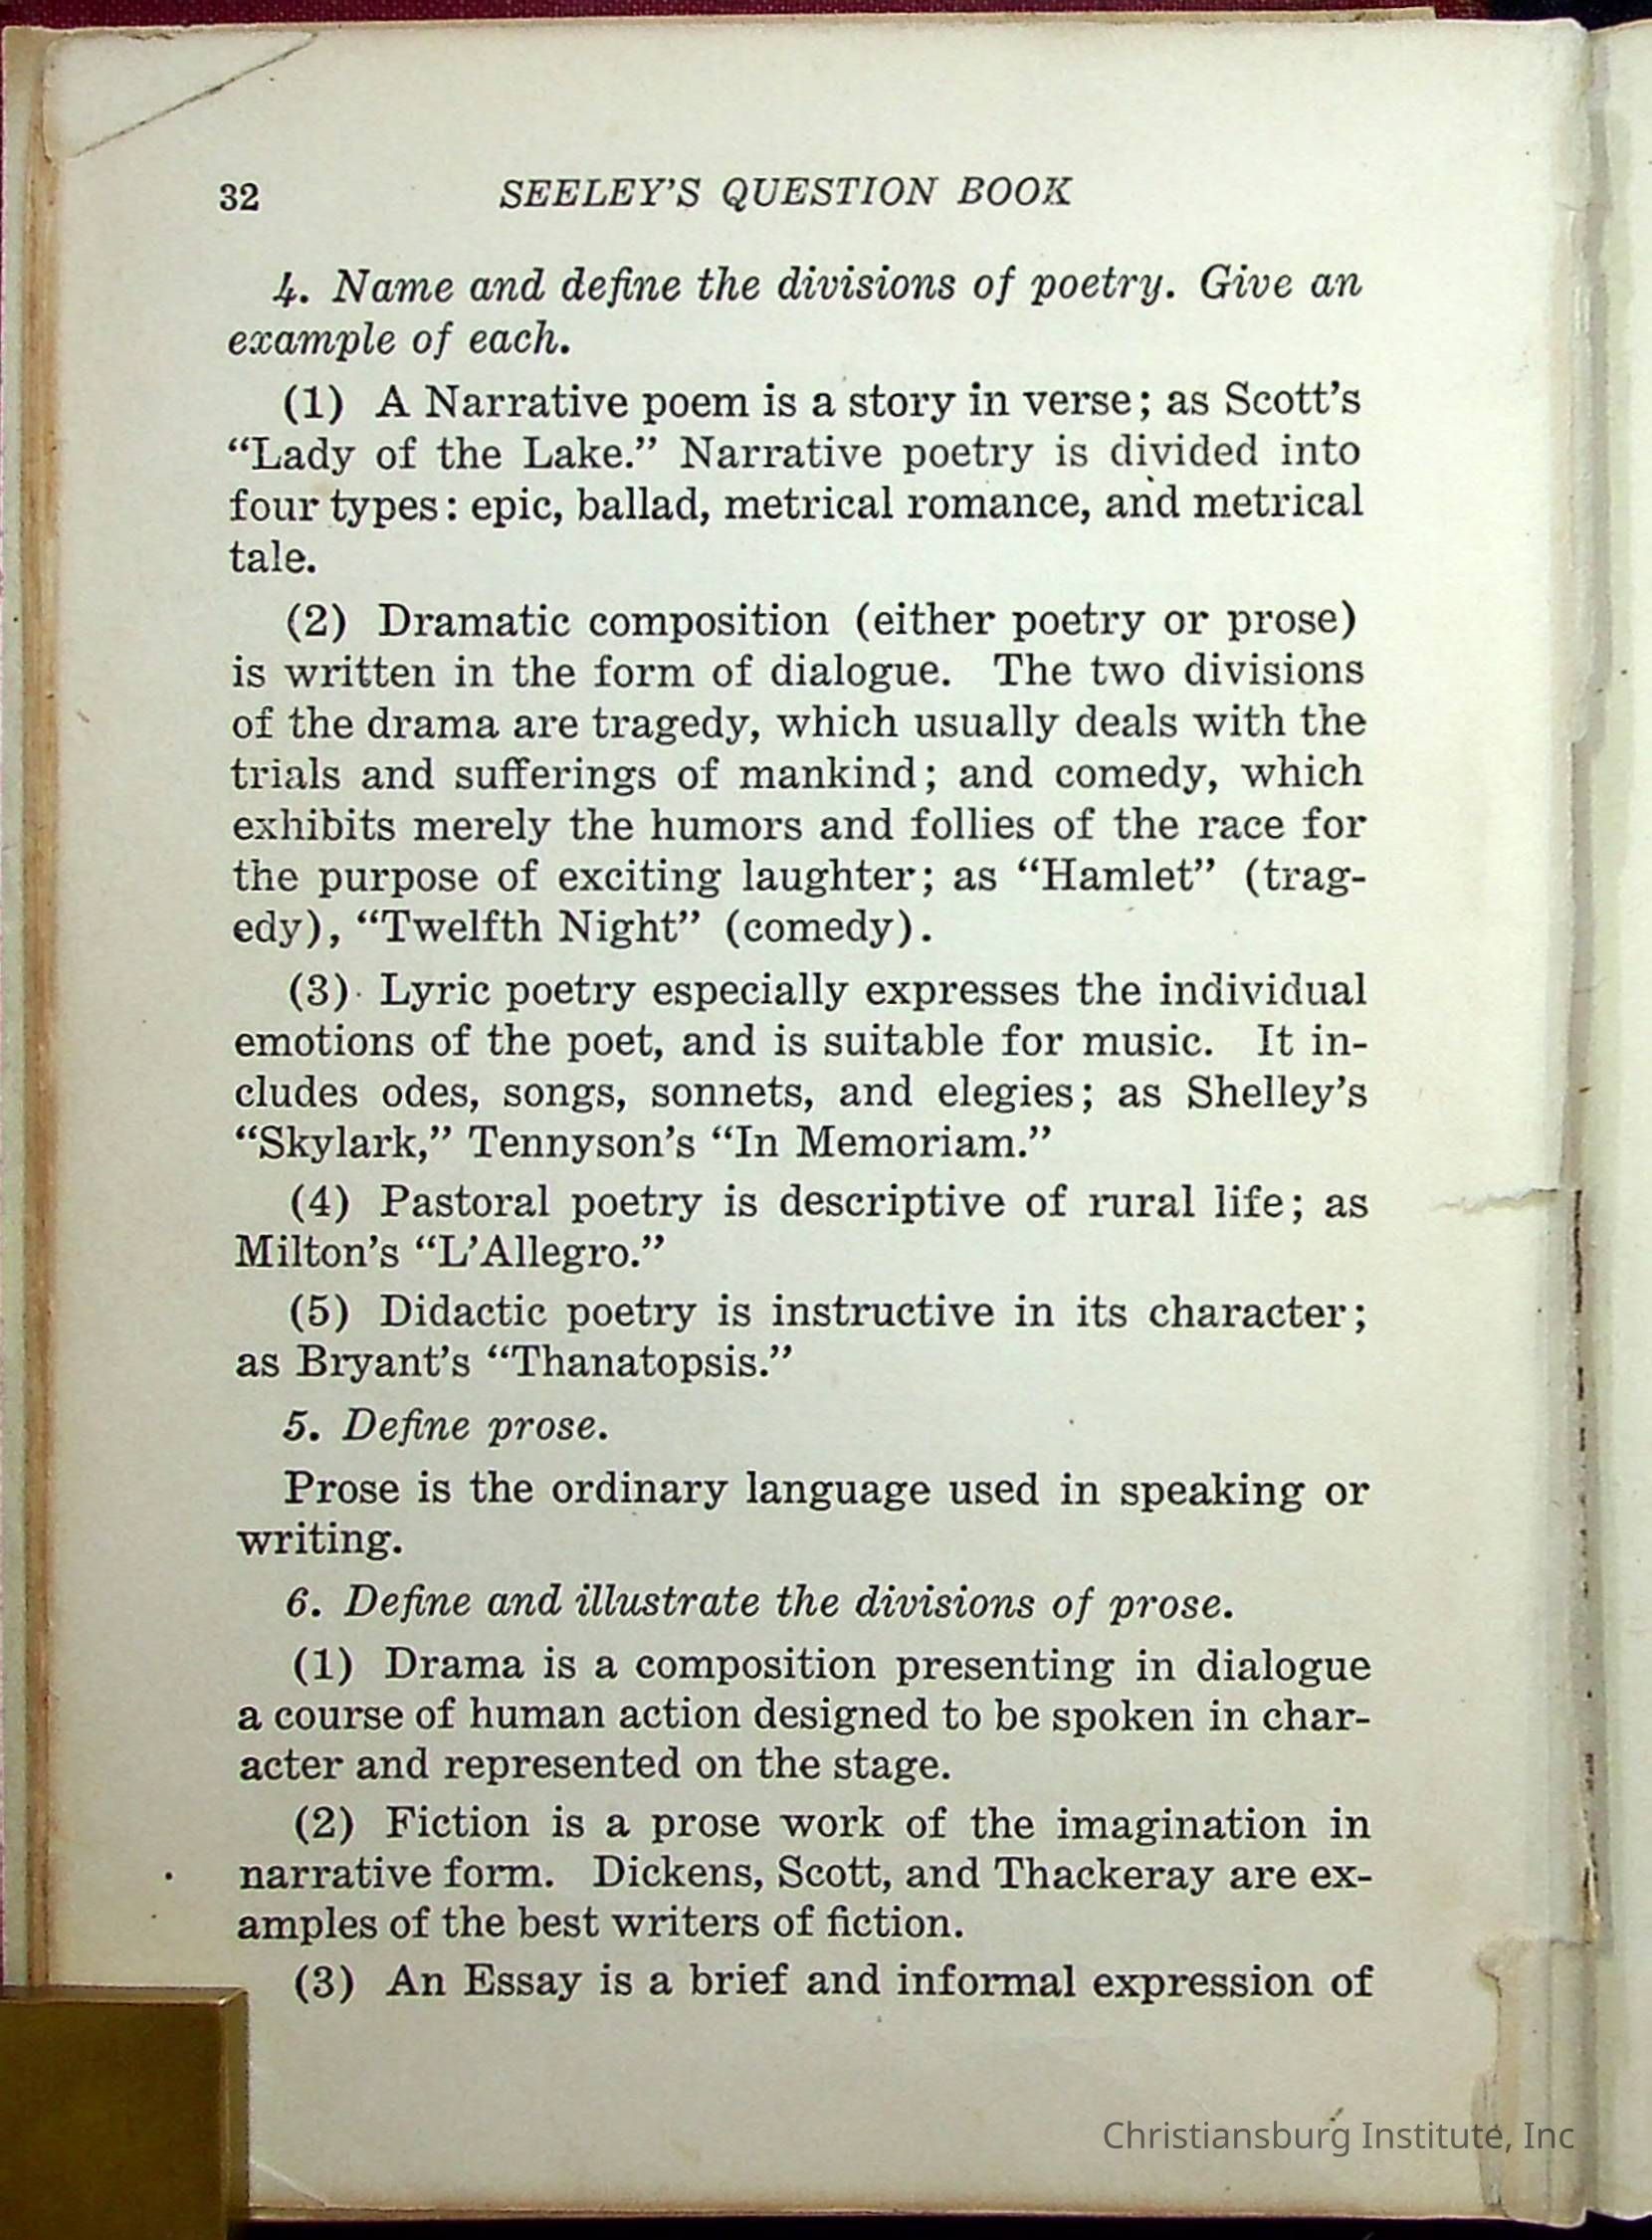 32 SEELEY'S QUESTION BOOK
4. Name and define the divisions of poetry. Give an
example of each.
(1) A Narrative poem is a story in verse; as Scott's
“Lady of the Lake.” Narrative poetry is divided into
four types: epic, ballad, metrical romance, and metrical
tale.
(2) Dramatic composition (either poetry or prose)
is written in the form of dialogue. The two divisions
of the drama are tragedy, which usually deals with the
trials and sufferings of mankind; and comedy, which
exhibits merely the humors and follies of the race for
the purpose of exciting laughter; as “Hamlet” (trag-
edy), “Twelfth Night” (comedy).
(3) Lyric poetry especially expresses the individual
emotions of the poet, and is suitable for music. It in-
cludes odes, songs, sonnets, and elegies; as Shelley's
“Skylark,” Tennyson's “In Memoriam.”
(4) Pastoral poetry is descriptive of rural life; as
Milton's “L'Allegro.”
(5) Didactic poetry is instructive in its character;
as Bryant's “Thanatopsis.”
5. Define prose.
Prose is the ordinary language used in speaking or
writing.
6. Define and illustrate the divisions of prose.
(1) Drama is a composition presenting in dialogue
a course of human action designed to be spoken in char-
acter and represented on the stage.
(2) Fiction is a prose work of the imagination in
narrative form. Dickens, Scott, and Thackeray are ex-
amples of the best writers of fiction.
(3) An Essay is a brief and informal expression of
Christiansburg Institute, Inc